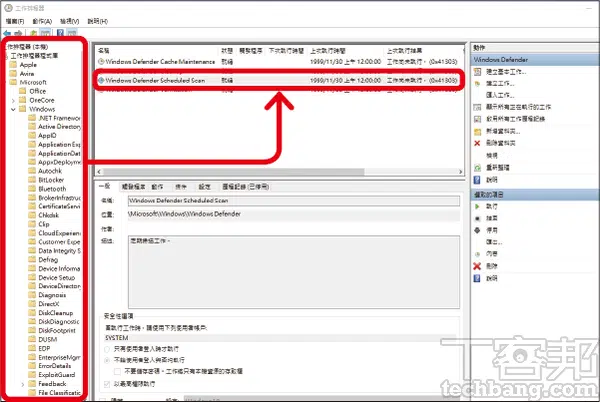 工作排程器
檔案(F) 動作(A) 檢視(V) 說明(H)
工作排程器 (本機)
工作排程器程式庫
Apple
Avira
Microsoft
Office
OneCore
Windows
.NET Framework
Active Directory
AppID
Application Exp
ApplicationData
AppxDeployment
Autochk
BitLocker
Bluetooth
BrokerInfrastruc
CertificateServic
Chkdsk
Clip
CloudExperienc
Customer Expe
Data Integrity S
Defrag
Device Informa
Device Setup
DeviceDirectory
Diagnosis
DirectX
DiskCleanup
DiskDiagnostic
DiskFootprint
DUSM
EDP
EnterpriseMgm
ErrorDetails
ExploitGuard
Feedback
File Classificatio
名稱 狀態 觸發程序 下次執行時間 上次執行時間 上次執行結果
Windows Defender Cache Maintenance 就緒 1999/11/30 上午 12:00:00 工作尚未執行。 (0x41303)
Windows Defender Scheduled Scan 就緒 1999/11/30 上午 12:00:00 工作尚未執行。 (0x41303)
一般 觸發程序 動作 條件 設定 歷程記錄 (已停用)
名稱: Windows Defender Scheduled Scan
位置: \Microsoft\Windows\Windows Defender
作者:
描述: 定期掃描工作。
安全性選項
執行工作時,請使用下列使用者帳戶:
SYSTEM
只有使用者登入時才執行
不論使用者登入與否均執行
不要儲存密碼。工作將只有本機資源的存取權
以最高權限執行
動作
Windows Defender
建立基本工作...
建立工作...
匯入工作...
顯示所有正在執行的工作
啟用所有工作歷程記錄
新增資料夾...
刪除資料夾
檢視
重新整理
說明
選取的項目
執行
結束
停用
匯出...
內容
刪除
說明
T客邦
techbang.com